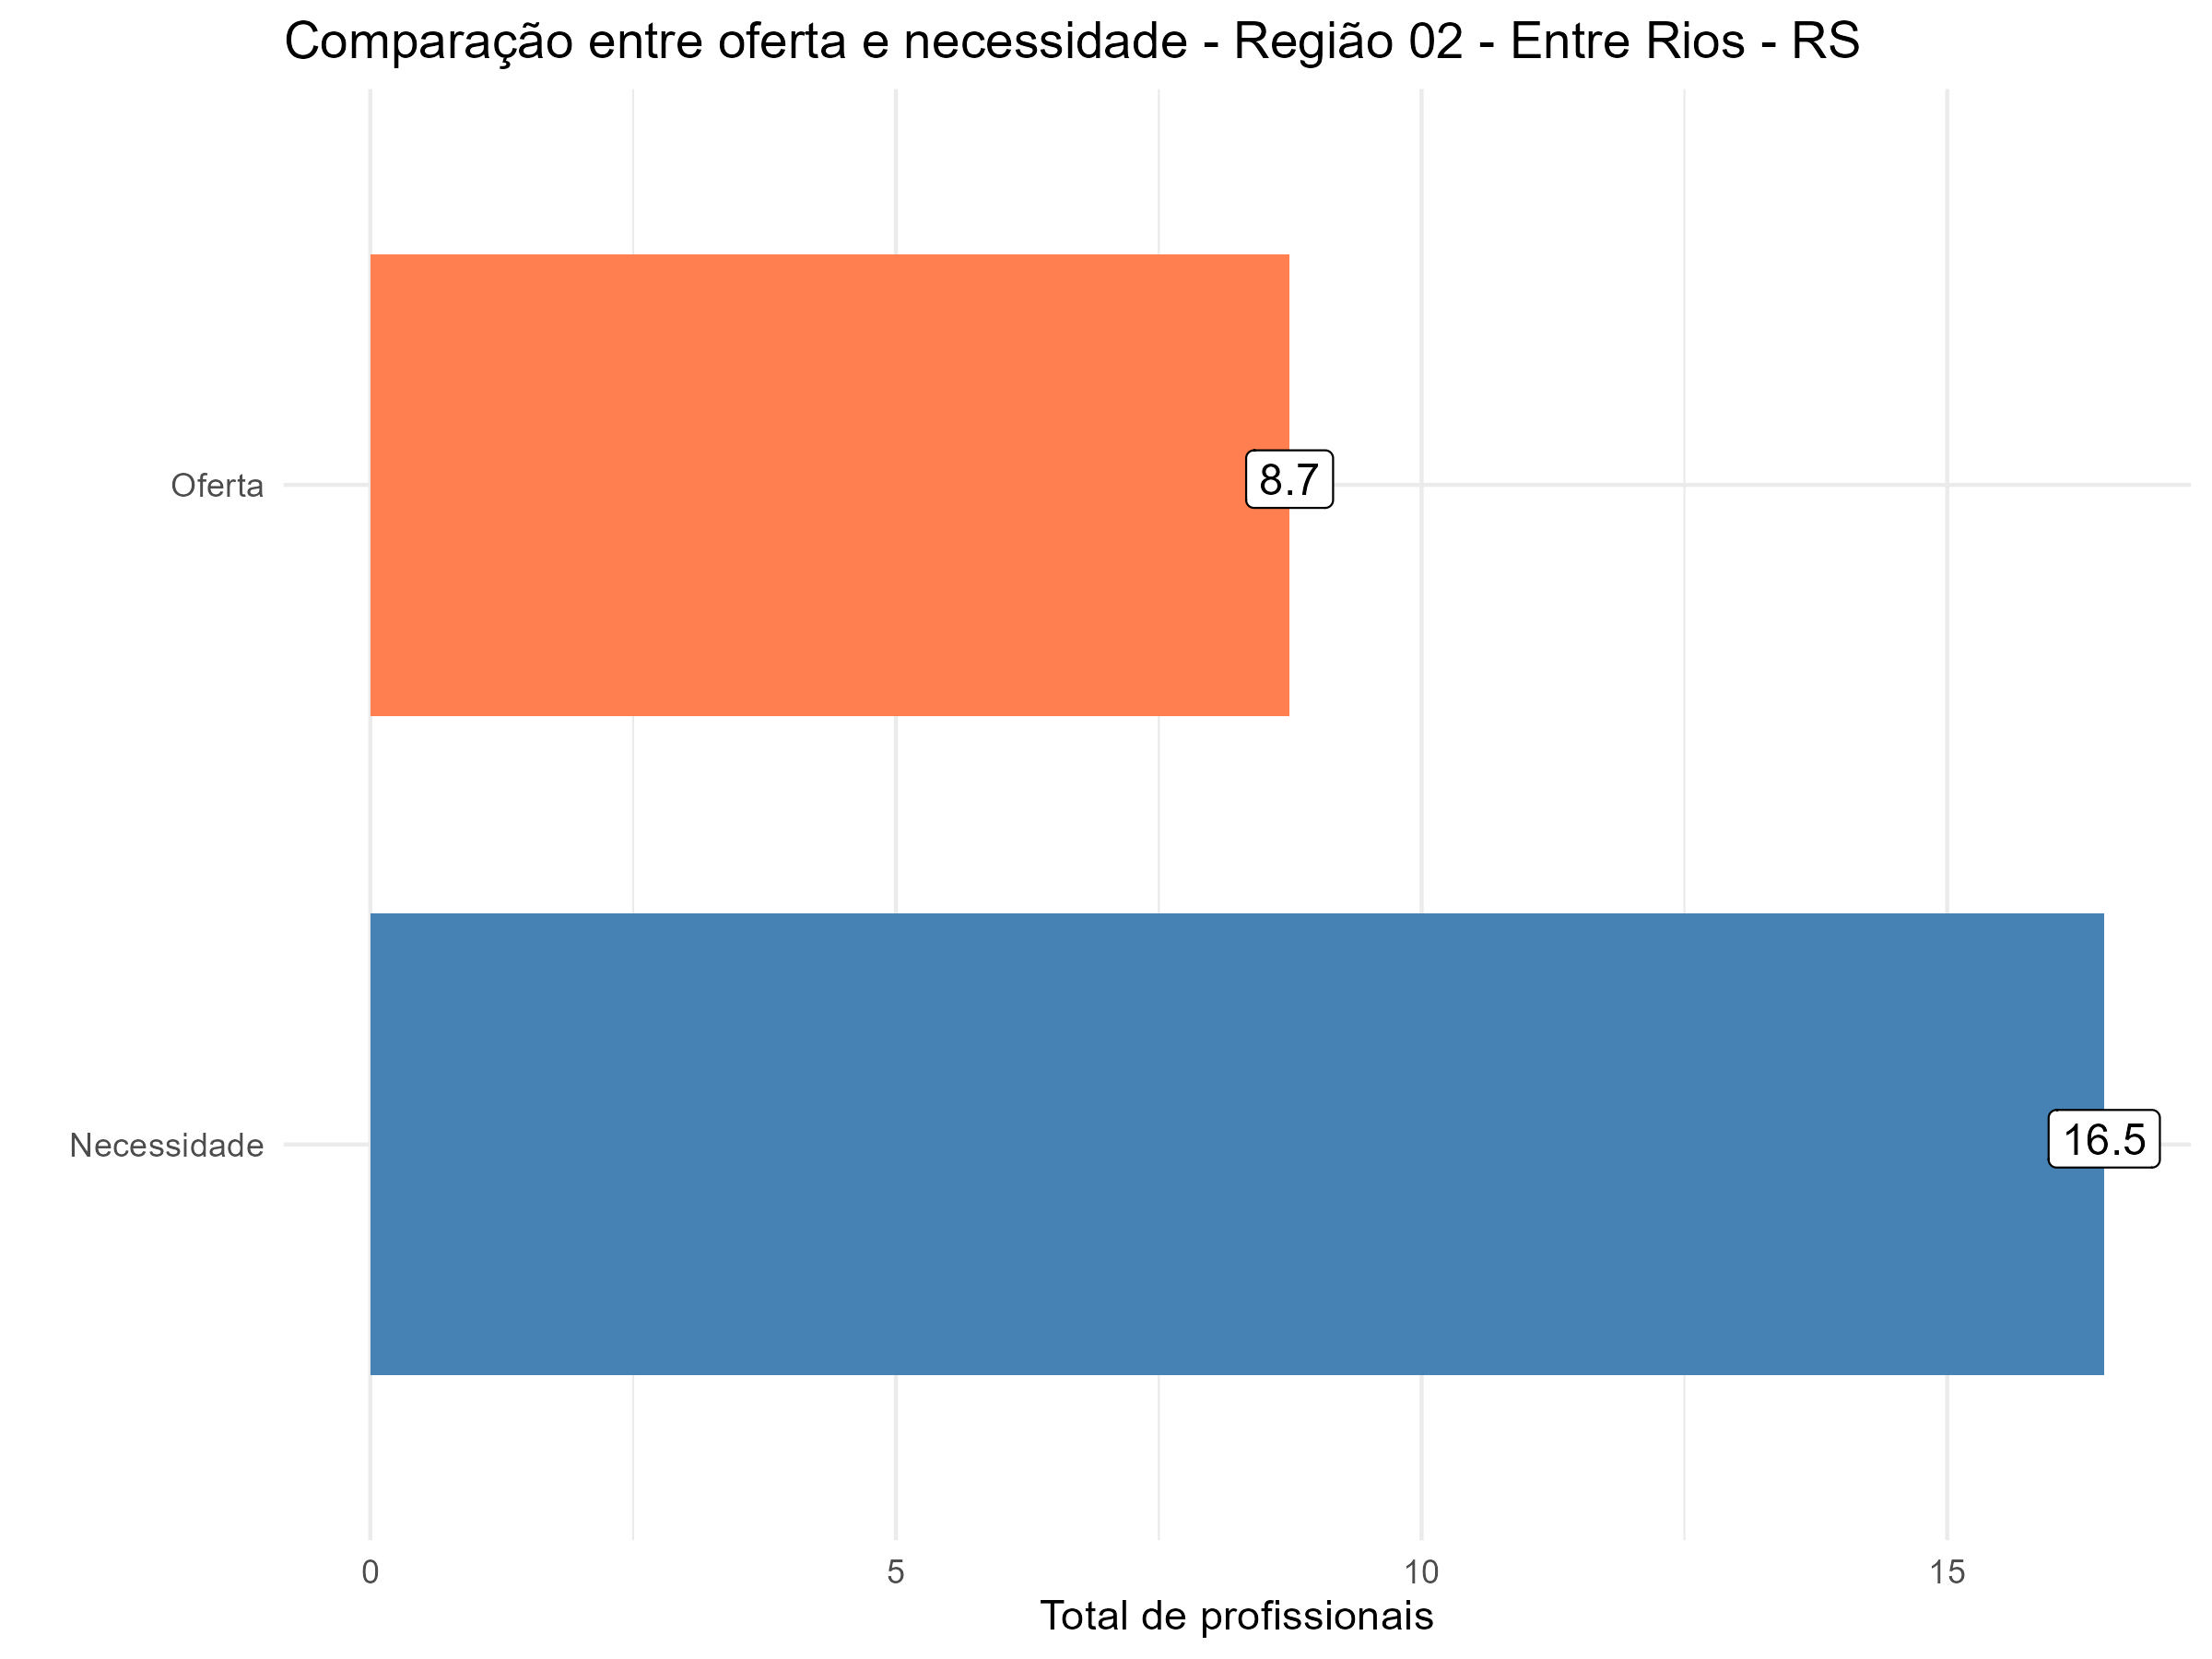 Comparação entre oferta e necessidade - Região 02 - Entre Rios - RS
Oferta
8.7
Necessidade
16.5
0
5
10
15
Total de profissionais